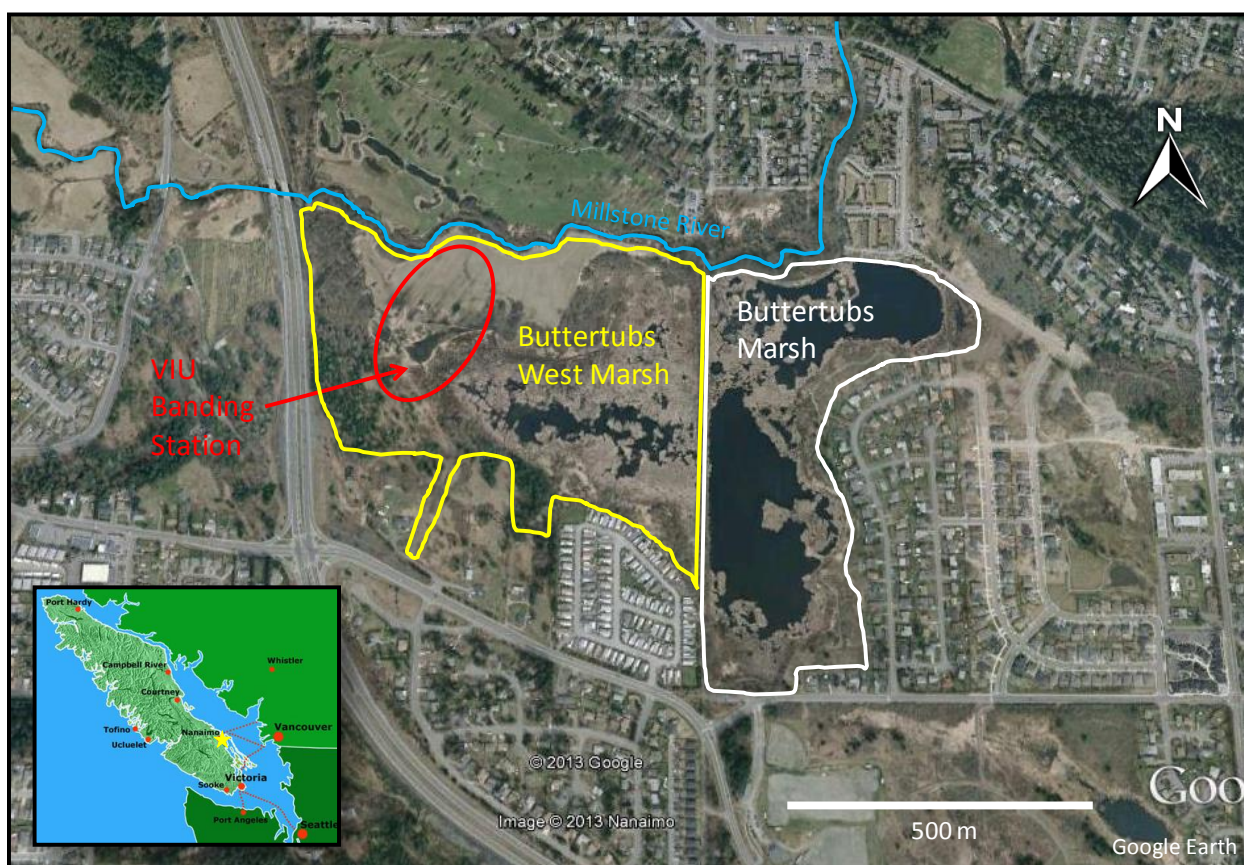 N
Millstone River
Buttertubs
Marsh
Buttertubs
West Marsh
VIU
Banding
Station
Port Hardy
Campbell River
Whistler
Courtney
Nanaimo
Vancouver
Tofino
Ucluelet
Victoria
Sooke
Port Angeles
Seattle
© 2013 Google
Image © 2013 Nanaimo
500 m
Goo
Google Earth